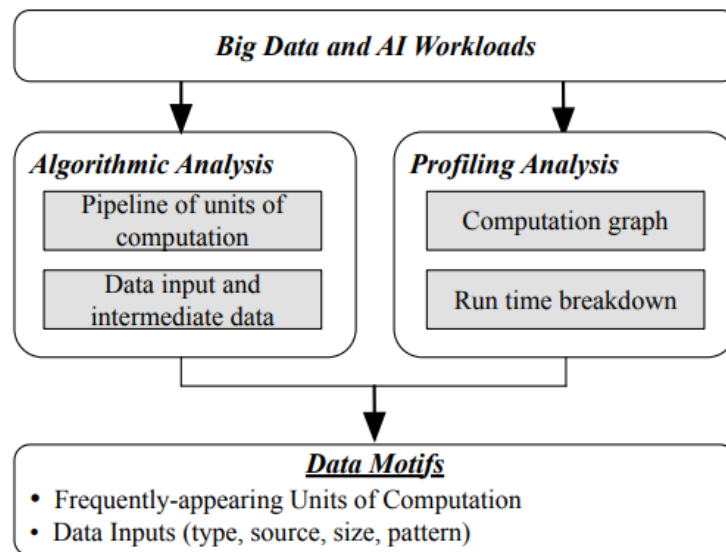 Big Data and AI Workloads
Algorithmic Analysis
Pipeline of units of
computation
Data input and
intermediate data
Profiling Analysis
Computation graph
Run time breakdown
Data Motifs
• Frequently-appearing Units of Computation
• Data Inputs (type, source, size, pattern)